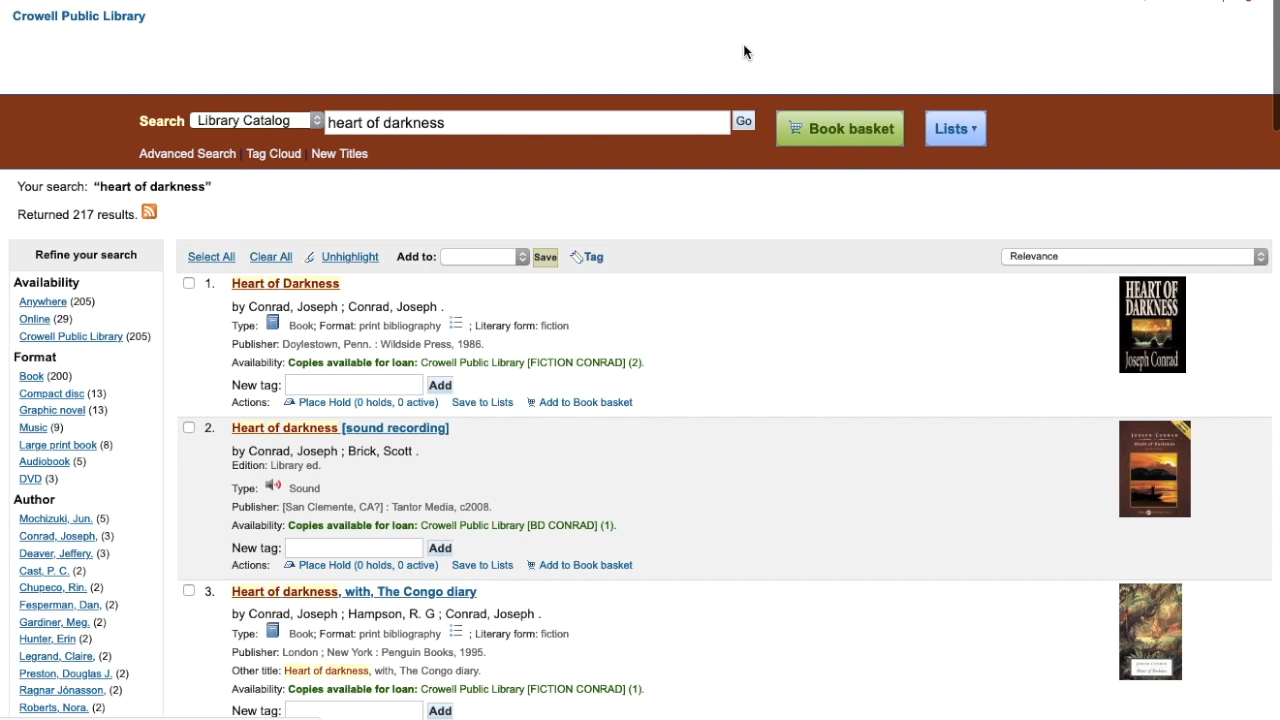 Crowell Public Library
Search Library Catalog heart of darkness Go Book basket Lists
Advanced Search | Tag Cloud | New Titles
Your search: “heart of darkness”
Returned 217 results.
Refine your search
Availability
Anywhere (205)
Online (29)
Crowell Public Library (205)
Format
Book (200)
Compact disc (13)
Graphic novel (13)
Music (9)
Large print book (8)
Audiobook (5)
DVD (3)
Author
Mochizuki, Jun. (5)
Conrad, Joseph, (3)
Deaver, Jeffery. (3)
Cast, P. C. (2)
Chupeco, Rin. (2)
Fesperman, Dan, (2)
Gardiner, Meg. (2)
Hunter, Erin (2)
Legrand, Claire, (2)
Preston, Douglas J. (2)
Ragnar Jónasson, (2)
Roberts, Nora. (2)
Select All Clear All Unhighlight Add to: Save Tag Relevance
1. Heart of Darkness
by Conrad, Joseph ; Conrad, Joseph .
Type: Book; Format: print bibliography ; Literary form: fiction
Publisher: Doylestown, Penn. : Wildside Press, 1986.
Availability: Copies available for loan: Crowell Public Library [FICTION CONRAD] (2).
New tag: Add
Actions: Place Hold (0 holds, 0 active) Save to Lists Add to Book basket
HEART OF
DARKNESS
Joseph Conrad
2. Heart of darkness [sound recording]
by Conrad, Joseph ; Brick, Scott .
Edition: Library ed.
Type: Sound
Publisher: [San Clemente, CA?] : Tantor Media, c2008.
Availability: Copies available for loan: Crowell Public Library [BD CONRAD] (1).
New tag: Add
Actions: Place Hold (0 holds, 0 active) Save to Lists Add to Book basket
JOSEPH CONRAD
Heart of Darkness
3. Heart of darkness, with, The Congo diary
by Conrad, Joseph ; Hampson, R. G ; Conrad, Joseph .
Type: Book; Format: print bibliography ; Literary form: fiction
Publisher: London ; New York : Penguin Books, 1995.
Other title: Heart of darkness, with, The Congo diary.
Availability: Copies available for loan: Crowell Public Library [FICTION CONRAD] (1).
New tag: Add
JOSEPH CONRAD
Heart of Darkness